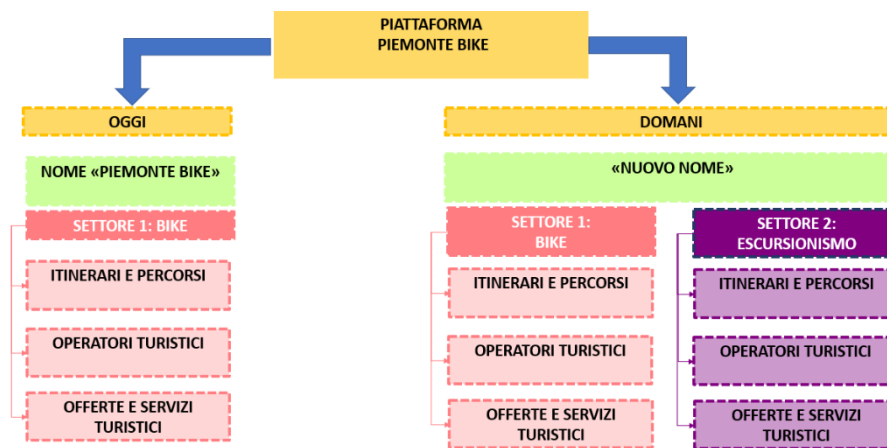 PIATTAFORMA
PIEMONTE BIKE
OGGI
DOMANI
NOME «PIEMONTE BIKE»
«NUOVO NOME»
SETTORE 1: BIKE
SETTORE 1:
BIKE
SETTORE 2:
ESCURSIONISMO
ITINERARI E PERCORSI
ITINERARI E PERCORSI
ITINERARI E PERCORSI
OPERATORI TURISTICI
OPERATORI TURISTICI
OPERATORI TURISTICI
OFFERTE E SERVIZI
TURISTICI
OFFERTE E SERVIZI
TURISTICI
OFFERTE E SERVIZI
TURISTICI